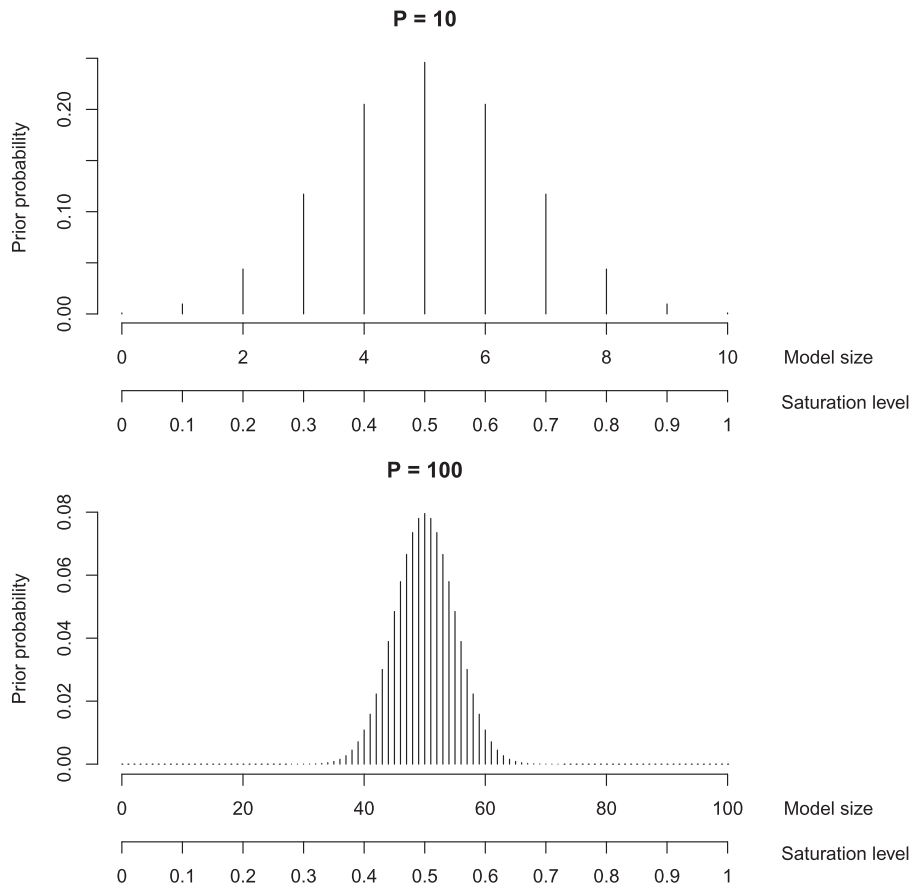 P = 10
Prior probability
0.00 0.10 0.20
0 2 4 6 8 10 Model size
Saturation level
0 0.1 0.2 0.3 0.4 0.5 0.6 0.7 0.8 0.9 1
P = 100
Prior probability
0.00 0.02 0.04 0.06 0.08
0 20 40 60 80 100 Model size
Saturation level
0 0.1 0.2 0.3 0.4 0.5 0.6 0.7 0.8 0.9 1